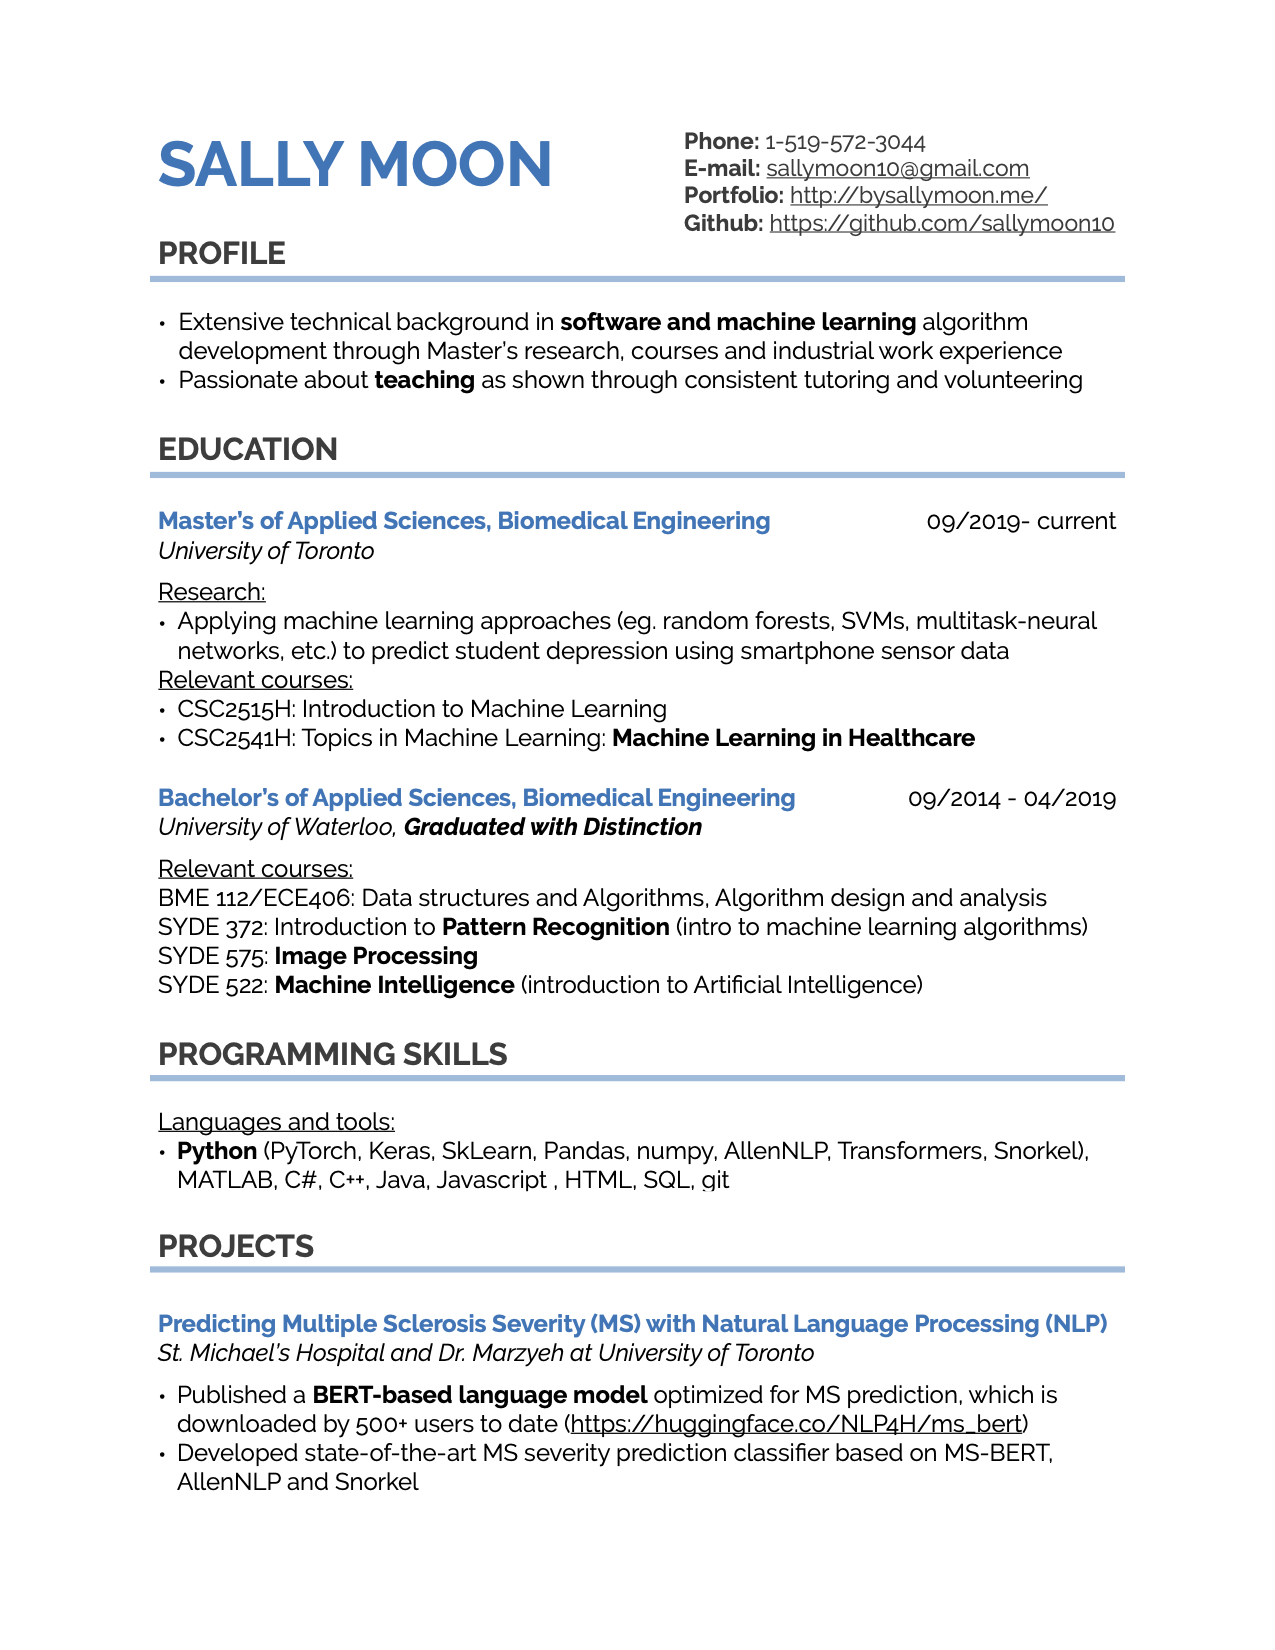 SALLY MOON
Phone: 1-519-572-3044
E-mail: sallymoon10@gmail.com
Portfolio: http://bysallymoon.me/
Github: https://github.com/sallymoon10
PROFILE
• Extensive technical background in software and machine learning algorithm
development through Master's research, courses and industrial work experience
• Passionate about teaching as shown through consistent tutoring and volunteering
EDUCATION
Master's of Applied Sciences, Biomedical Engineering 09/2019- current
University of Toronto
Research:
• Applying machine learning approaches (eg. random forests, SVMs, multitask-neural
networks, etc.) to predict student depression using smartphone sensor data
Relevant courses:
• CSC2515H: Introduction to Machine Learning
• CSC2541H: Topics in Machine Learning: Machine Learning in Healthcare
Bachelor's of Applied Sciences, Biomedical Engineering 09/2014 - 04/2019
University of Waterloo, Graduated with Distinction
Relevant courses:
BME 112/ECE406: Data structures and Algorithms, Algorithm design and analysis
SYDE 372: Introduction to Pattern Recognition (intro to machine learning algorithms)
SYDE 575: Image Processing
SYDE 522: Machine Intelligence (introduction to Artificial Intelligence)
PROGRAMMING SKILLS
Languages and tools:
• Python (PyTorch, Keras, SkLearn, Pandas, numpy, AllenNLP, Transformers, Snorkel),
MATLAB, C#, C++, Java, Javascript , HTML, SQL, git
PROJECTS
Predicting Multiple Sclerosis Severity (MS) with Natural Language Processing (NLP)
St. Michael's Hospital and Dr. Marzyeh at University of Toronto
• Published a BERT-based language model optimized for MS prediction, which is
downloaded by 500+ users to date (https://huggingface.co/NLP4H/ms_bert)
• Developed state-of-the-art MS severity prediction classifier based on MS-BERT,
AllenNLP and Snorkel